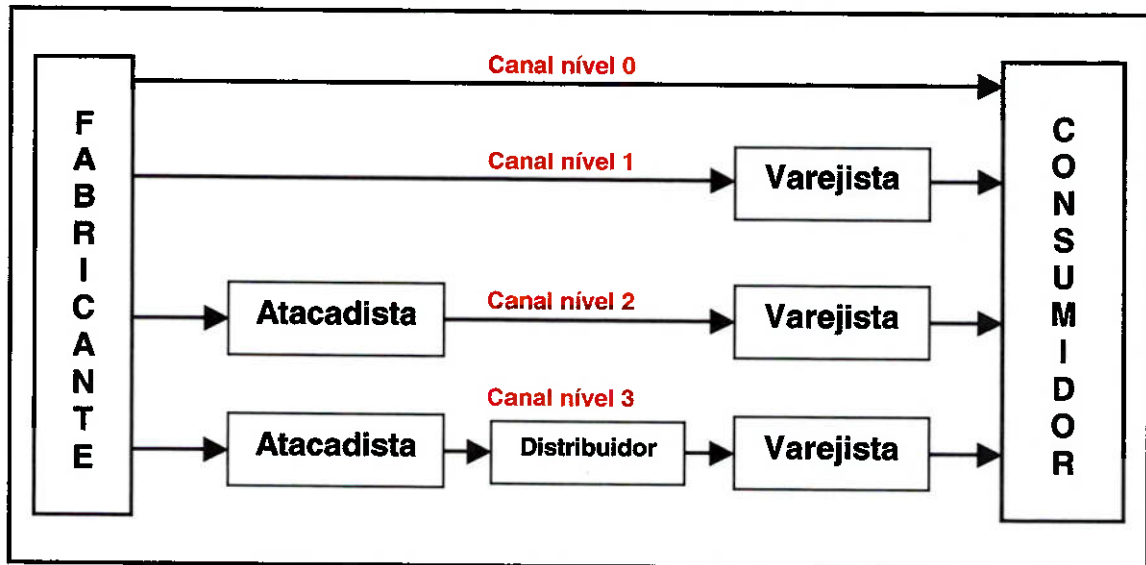 FABRICANTE
Canal nível 0
Canal nível 1
Varejista
Atacadista
Canal nível 2
Varejista
Canal nível 3
Atacadista
Distribuidor
Varejista
CONSUMIDOR